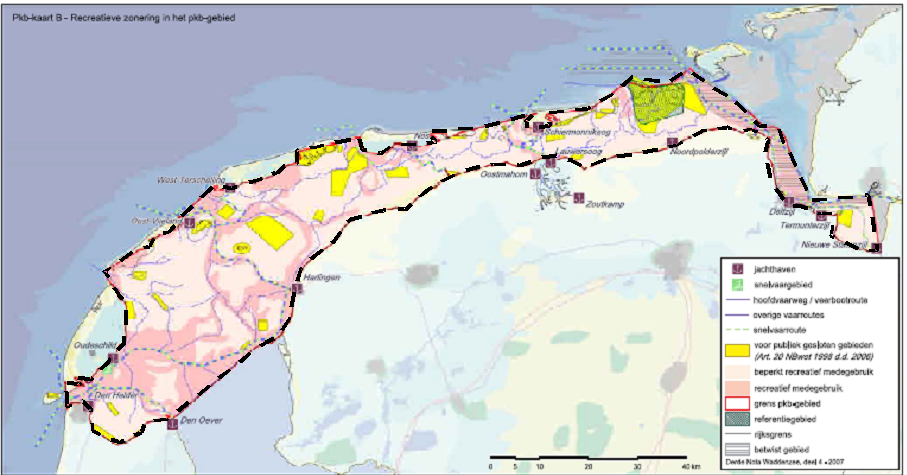 Pkb-kaart B - Recreatieve zonering in het pkb-gebied
Nes
Schiermonnikoog
Lauwersoog
Noordpolderzijl
Oostmahorn
Zoutkamp
West-Terschelling
Oost-Vlieland
Delfzijl
Termunterzijl
Nieuwe Statenzijl
Harlingen
Oudeschild
Den Helder
Den Oever
jachthaven
snelvaargebied
hoofdvaarweg / veerbootroute
overige vaarroutes
snelvaarroute
voor publiek gesloten gebieden
(Art. 20 NBwet 1998 d.d. 2006)
beperkt recreatief medegebruik
recreatief medegebruik
grens pkb-gebied
referentiegebied
rijksgrens
betwist gebied
Derde Nota Waddenzee, deel 4 - 2007
0 5 10 20 30 40 km